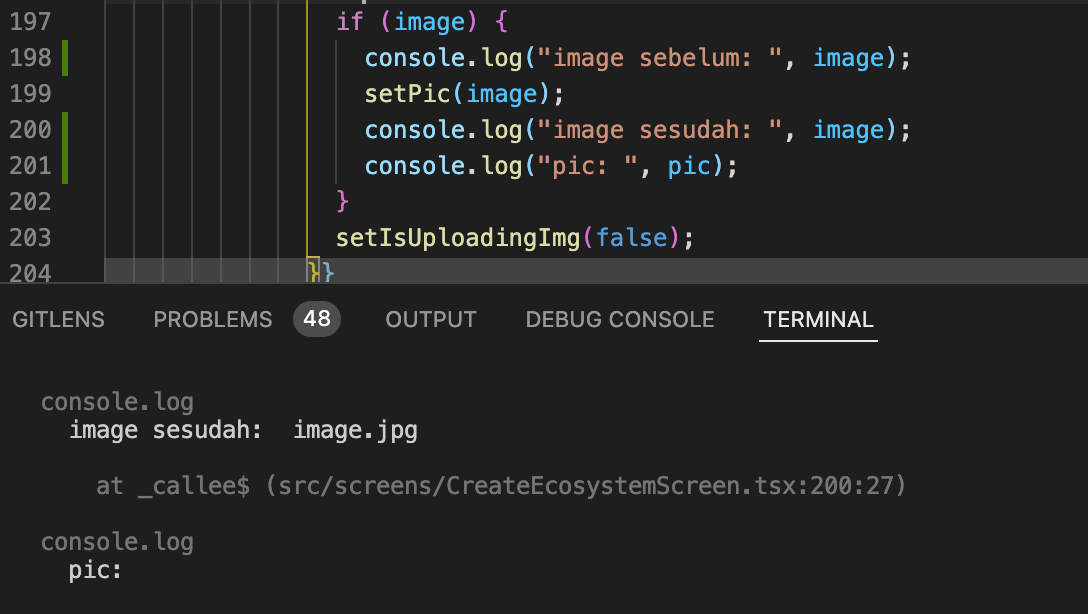 197 if (image) {
198 console.log("image sebelum: ", image);
199 setPic(image);
200 console.log("image sesudah: ", image);
201 console.log("pic: ", pic);
202 }
203 setIsUploadingImg(false);
204 }}
GITLENS PROBLEMS 48 OUTPUT DEBUG CONSOLE TERMINAL
console.log
image sesudah:  image.jpg
at _callee$ (src/screens/CreateEcosystemScreen.tsx:200:27)
console.log
pic: